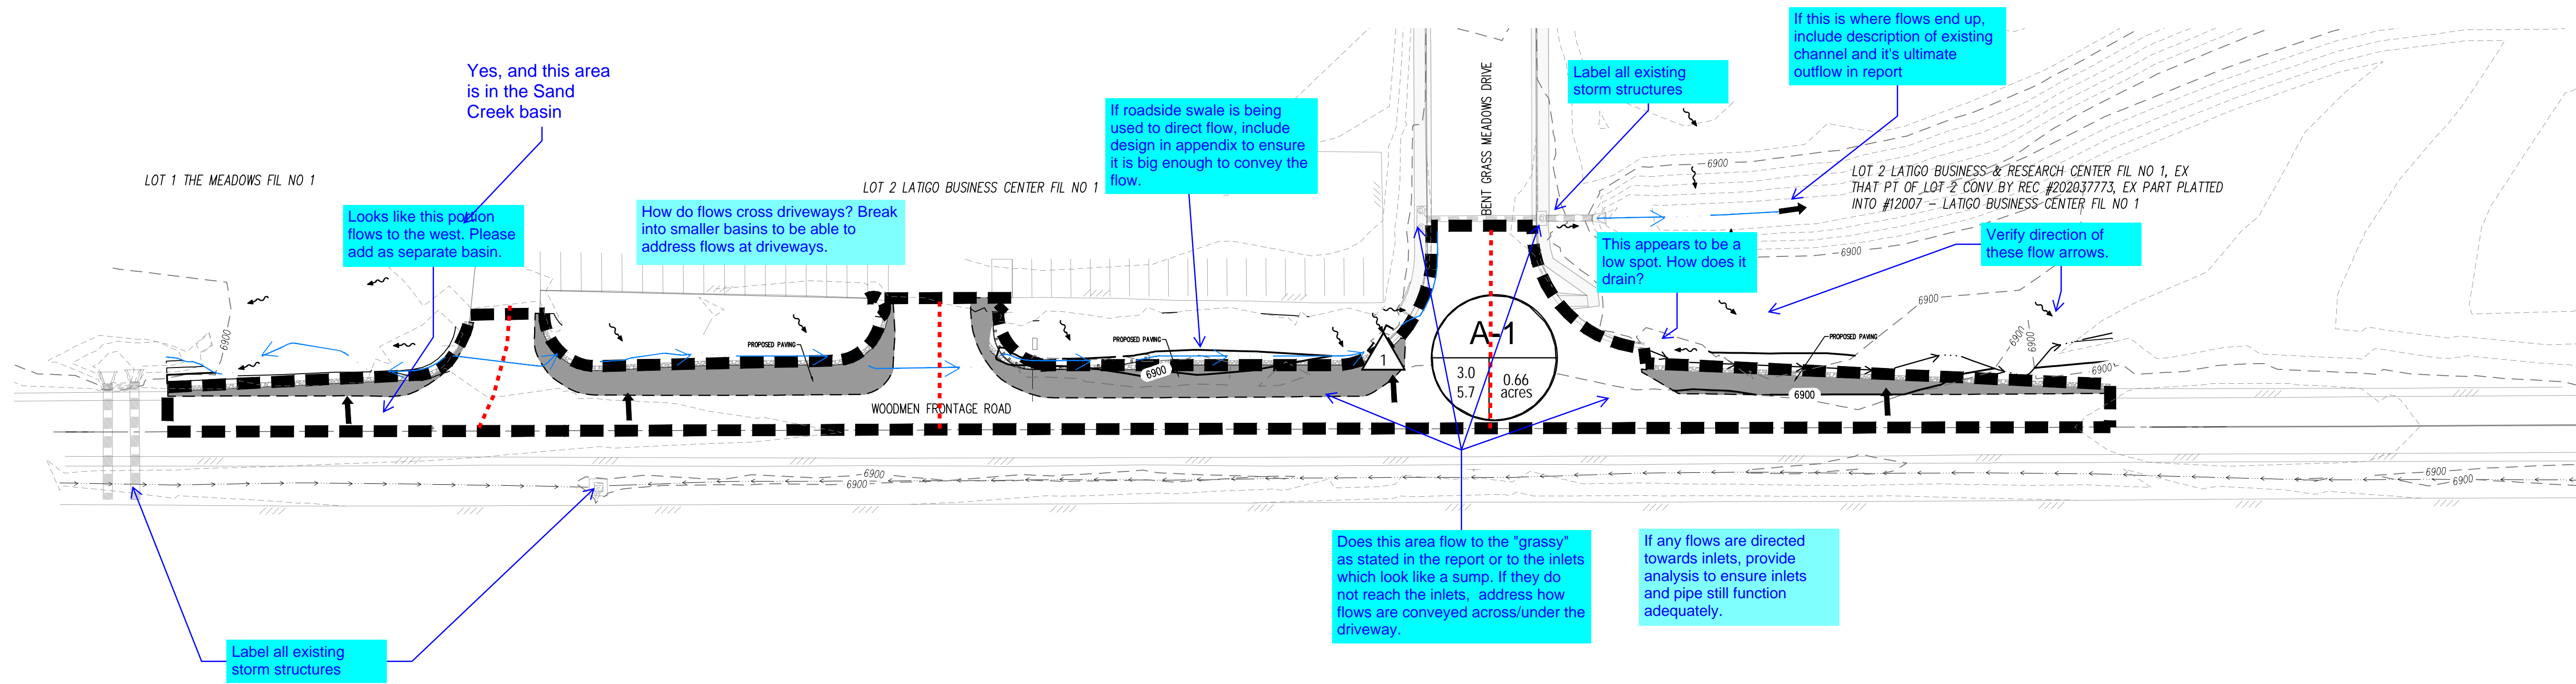 If this is where flows end up,
include description of existing
channel and it's ultimate
outflow in report
Yes, and this area
is in the Sand
Creek basin
Label all existing
storm structures
If roadside swale is being
used to direct flow, include
design in appendix to ensure
it is big enough to convey the
flow.
BENT GRASS MEADOWS DRIVE
6900
LOT 1 THE MEADOWS FIL NO 1
LOT 2 LATIGO BUSINESS CENTER FIL NO 1
LOT 2 LATIGO BUSINESS & RESEARCH CENTER FIL NO 1, EX
THAT PT OF LOT 2 CONV BY REC #202037773, EX PART PLATTED
INTO #12007 - LATIGO BUSINESS CENTER FIL NO 1
Looks like this portion
flows to the west. Please
add as separate basin.
How do flows cross driveways? Break
into smaller basins to be able to
address flows at driveways.
This appears to be a
low spot. How does it
drain?
6900
Verify direction of
these flow arrows.
6900
6900
6900
PROPOSED PAVING
PROPOSED PAVING
PROPOSED PAVING
1
A-1
3.0
5.7
0.66
acres
6900
6900
6900
WOODMEN FRONTAGE ROAD
6900
6900
6900
6900
Does this area flow to the "grassy"
as stated in the report or to the inlets
which look like a sump. If they do
not reach the inlets, address how
flows are conveyed across/under the
driveway.
If any flows are directed
towards inlets, provide
analysis to ensure inlets
and pipe still function
adequately.
Label all existing
storm structures